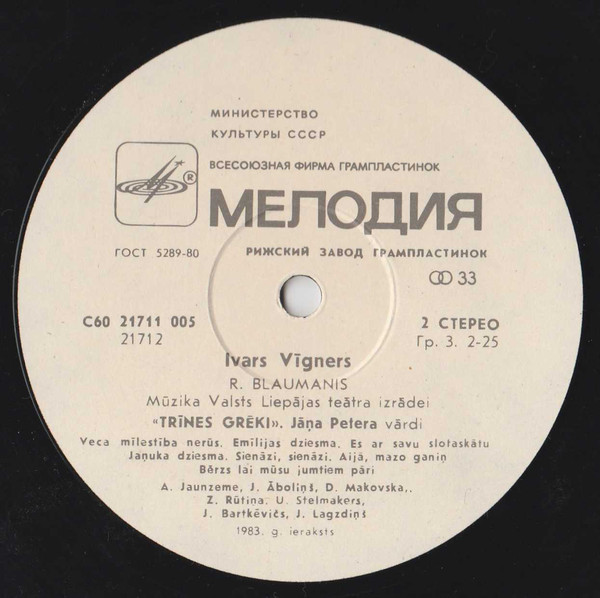 МИНИСТЕРСТВО
КУЛЬТУРЫ СССР
ВСЕСОЮЗНАЯ ФИРМА ГРАМПЛАСТИНОК
®
МЕЛОДИЯ
ГОСТ 5289-80
РИЖСКИЙ ЗАВОД ГРАМПЛАСТИНОК
33
С60 21711 005
21712
2 СТЕРЕО
Гр. 3. 2-25
Ivars Vīgners
R. BLAUMANIS
Mūzika Valsts Liepājas teātra izrādei
«TRĪNES GRĒKI». Jāņa Petera vārdi
Veca mīlestība nerūs. Emīlijas dziesma. Es ar savu slotaskātu
Jaņuka dziesma. Sienāzi, sienāzi. Aijā, mazo ganiņ
Bērzs lai mūsu jumtiem pāri
A. Jaunzeme, J. Āboliņš, D. Makovska,.
Z. Rūtiņa. U. Stelmakers,
J. Bartkēvičs, J. Lagzdiņš
1983. g. ieraksts